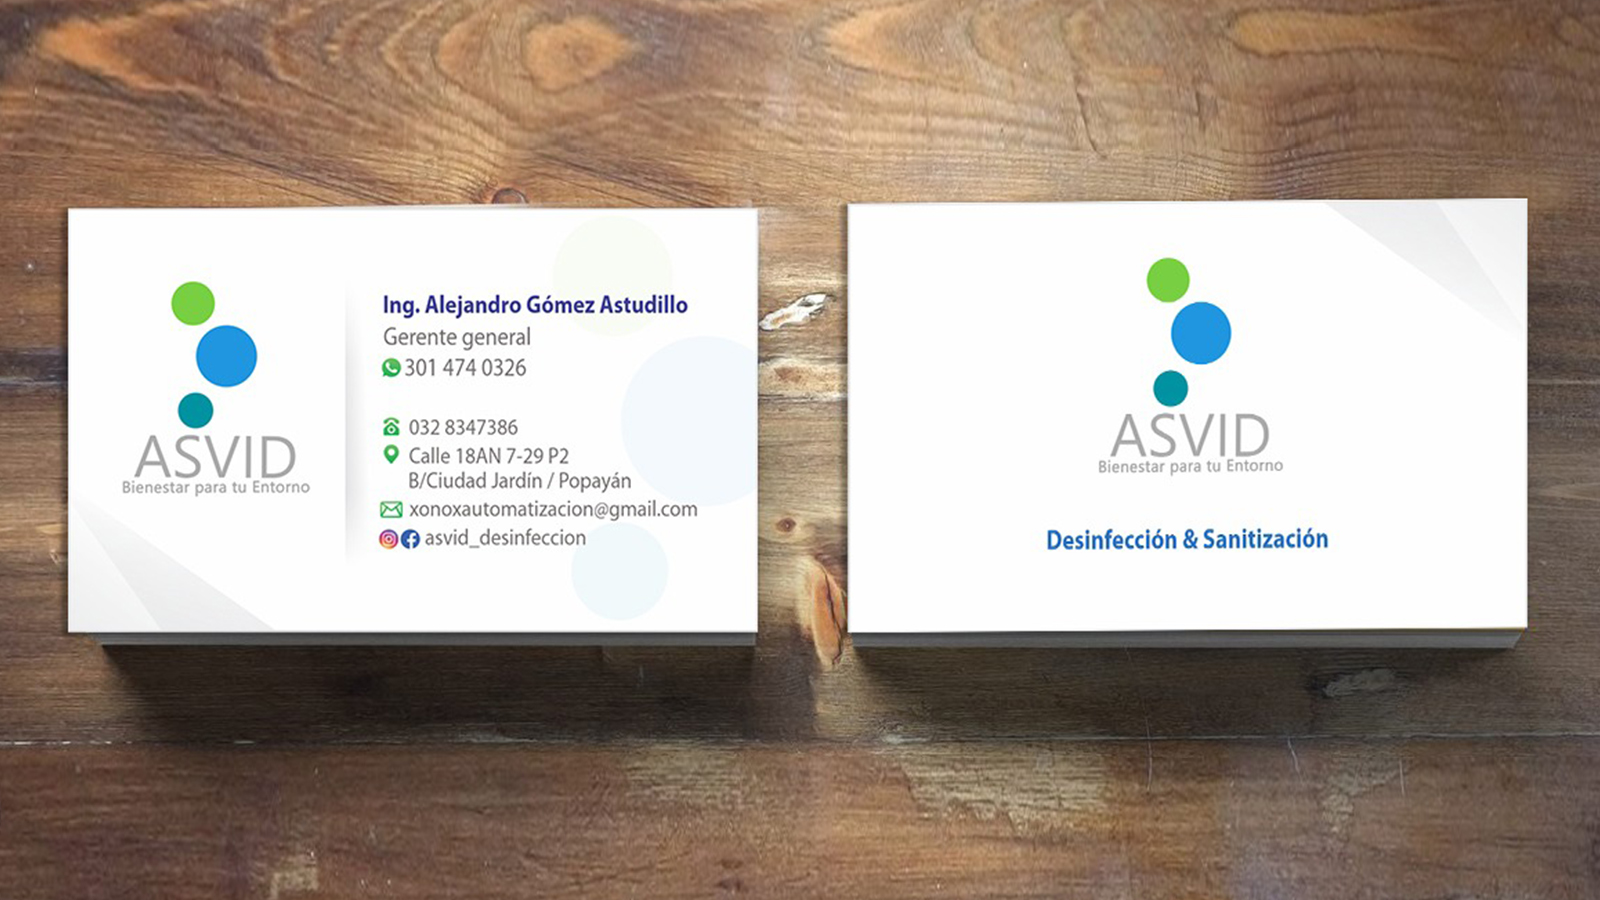 ASVID
Bienestar para tu Entorno
Ing. Alejandro Gómez Astudillo
Gerente general
301 474 0326
032 8347386
Calle 18AN 7-29 P2
B/Ciudad Jardín / Popayán
xonoxautomatizacion@gmail.com
asvid_desinfeccion
ASVID
Bienestar para tu Entorno
Desinfección & Sanitización